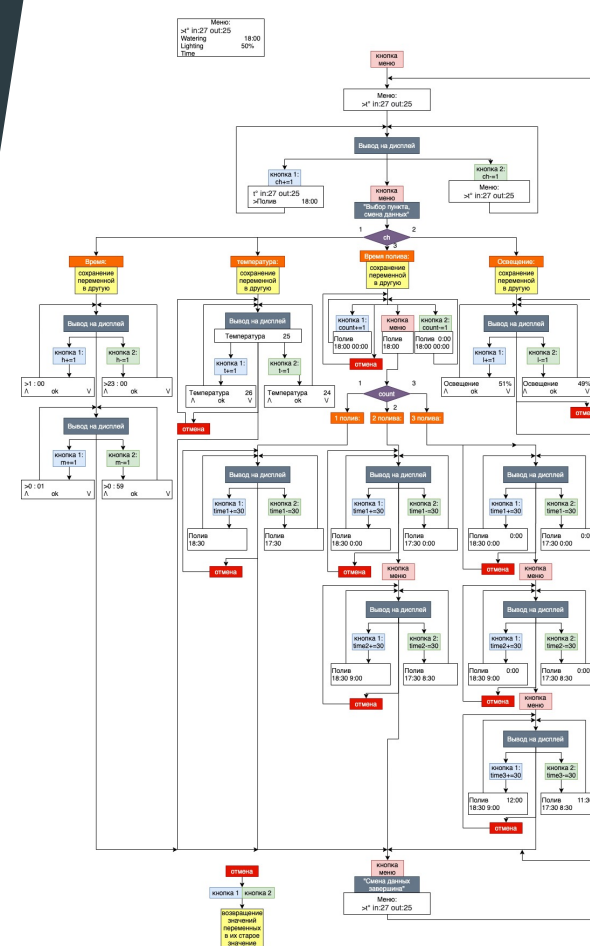 Меню:
>t° in:27 out:25
Watering 18:00
Lighting 50%
Time
кнопка
меню
Меню:
>t° in:27 out:25
Вывод на дисплей
кнопка 1:
ch+=1
t° in:27 out:25
>Полив 18:00
кнопка
меню
"Выбор пункта,
смена данных"
кнопка 2:
ch-=1
Меню:
>t° in:27 out:25
1
ch
2
3
Время:
сохранение
переменной
в другую
Вывод на дисплей
кнопка 1:
h+=1
кнопка 2:
h-=1
>1 : 00
Λ ok V
>23 : 00
Λ ok V
Вывод на дисплей
кнопка 1:
m+=1
кнопка 2:
m-=1
>0 : 01
Λ ok V
>0 : 59
Λ ok V
температура:
сохранение
переменной
в другую
Вывод на дисплей
Температура 25
кнопка 1:
t+=1
кнопка 2:
t-=1
Температура 26
Λ ok V
Температура 24
Λ ok V
отмена
Время полива:
сохранение
переменной
в другую
кнопка 1:
count+=1
кнопка
меню
кнопка 2:
count-=1
Полив
18:00 00:00
Полив
18:00
Полив 0:00
18:00 00:00
отмена
1
count
3
2
1 полив:
2 полива:
3 полива:
Освещение:
сохранение
переменной
в другую
Вывод на дисплей
кнопка 1:
l+=1
кнопка 2:
l-=1
Освещение 51%
Λ ok V
Освещение 49%
Λ ok V
Вывод на дисплей
кнопка 1:
time1+=30
кнопка 2:
time1-=30
Полив
18:30
Полив
17:30
отмена
Вывод на дисплей
кнопка 1:
time1+=30
кнопка 2:
time1-=30
Полив
18:30 0:00
Полив
17:30 0:00
отмена
кнопка
меню
Вывод на дисплей
кнопка 1:
time2+=30
кнопка 2:
time2-=30
Полив
18:30 9:00
Полив
17:30 8:30
отмена
Вывод на дисплей
кнопка 1:
time1+=30
кнопка 2:
time1-=30
Полив 0:00
18:30 0:00
Полив
17:30 0:00
отмена
кнопка
меню
Вывод на дисплей
кнопка 1:
time2+=30
кнопка 2:
time2-=30
Полив 0:00
18:30 9:00
Полив 0:00
17:30 8:30
отмена
кнопка
меню
Вывод на дисплей
кнопка 1:
time3+=30
кнопка 2:
time3-=30
Полив 12:00
18:30 9:00
Полив
17:30 8:30
отмена
кнопка
меню
"Смена данных
завершина"
Меню:
>t° in:27 out:25
отмена
кнопка 1
кнопка 2
возвращение
значений
переменных
в их старое
значение